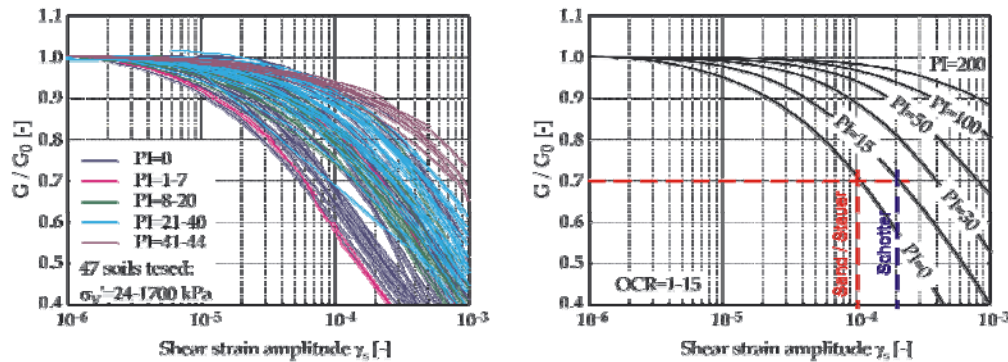 1.1
1.0
0.9
0.8
0.7
0.6
0.5
0.4
G / G0 [-]
PI=0
PI=1-7
PI=8-20
PI=21-40
PI=41-44
47 soils tesed:
σv'=24-1700 kPa
10-6
10-5
10-4
10-3
Shear strain amplitude γs [-]
1.1
1.0
0.9
0.8
0.7
0.6
0.5
0.4
G / G0 [-]
PI=200
PI=100
PI=50
PI=15
PI=30
PI=0
Schotter
OCR=1-15
10-6
10-5
10-4
10-3
Shear strain amplitude γs [-]